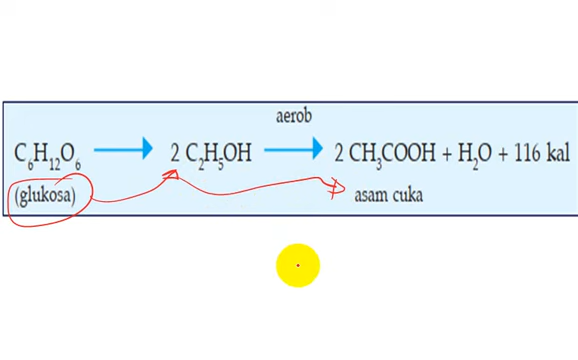 aerob
C₆H₁₂O₆ ⟶ 2 C₂H₅OH ⟶ 2 CH₃COOH + H₂O + 116 kal
(glukosa) asam cuka